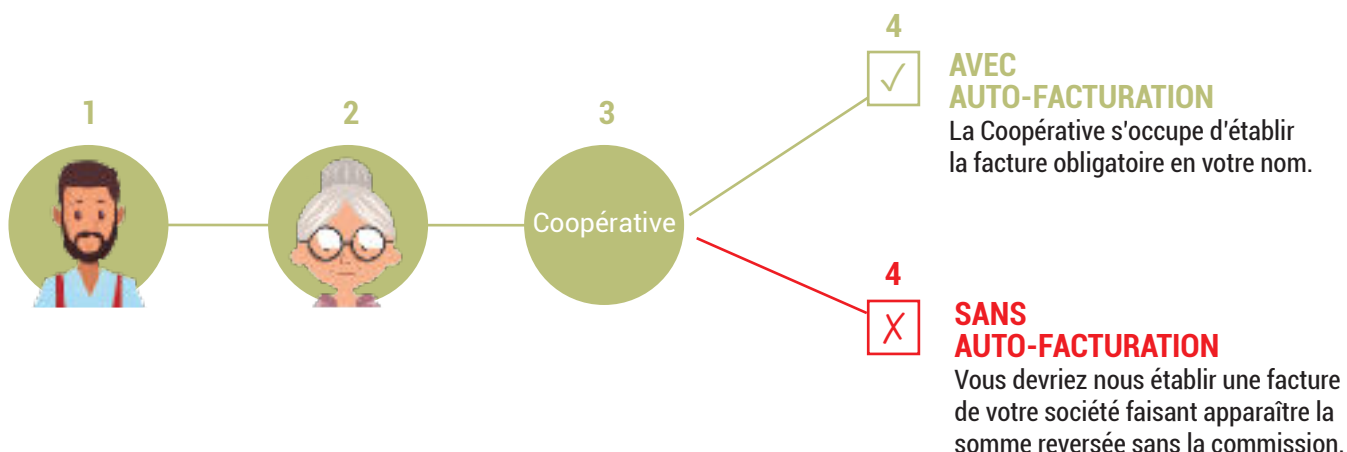 1
2
3
Coopérative
4
✓
AVEC
AUTO-FACTURATION
La Coopérative s'occupe d'établir
la facture obligatoire en votre nom.
4
X
SANS
AUTO-FACTURATION
Vous devriez nous établir une facture
de votre société faisant apparaître la
somme reversée sans la commission.